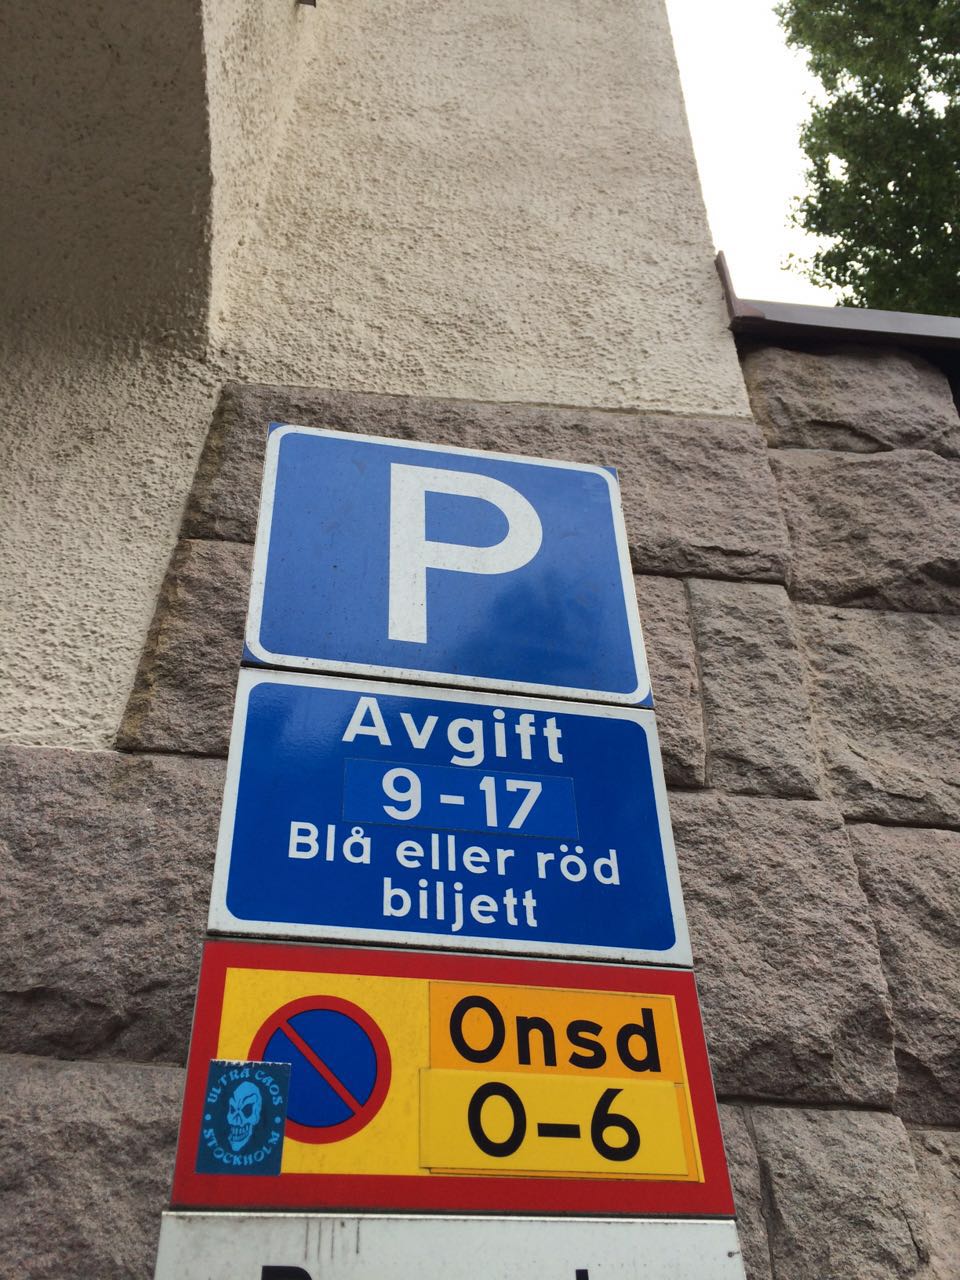 P
Avgift
9-17
Blå eller röd
biljett
Onsd
0-6
ULTRA CAOS
STOCKHOLM